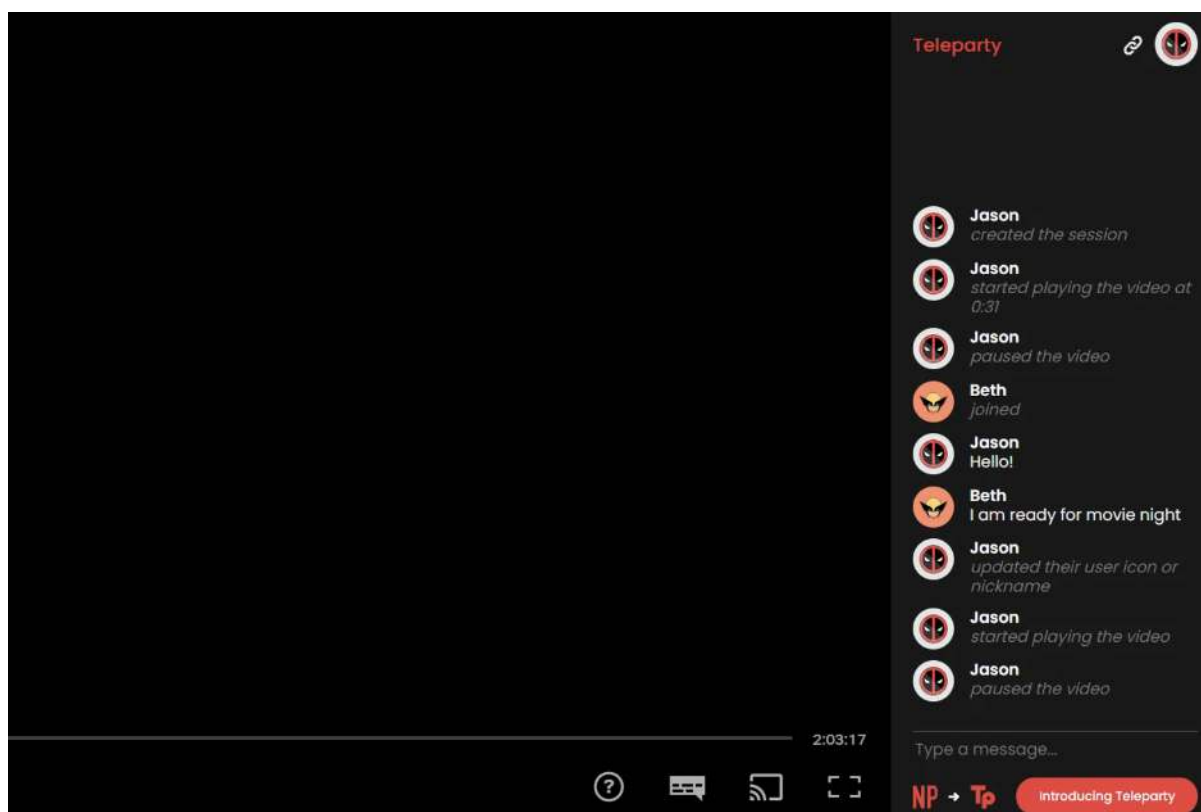 Teleparty
Jason
created the session
Jason
started playing the video at
0:31
Jason
paused the video
Beth
joined
Jason
Hello!
Beth
I am ready for movie night
Jason
updated their user icon or
nickname
Jason
started playing the video
Jason
paused the video
2:03:17
Type a message...
?
NP → Tp
Introducing Teleparty